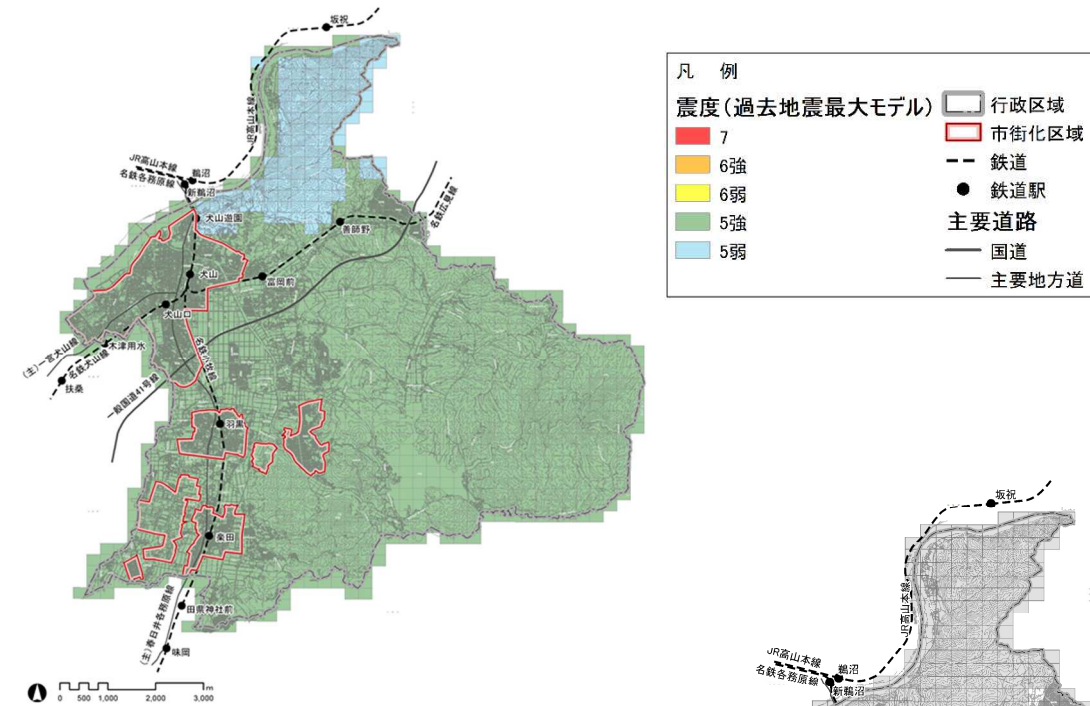 坂祝
JR高山本線
JR高山本線
鵜沼
名鉄各務原線
新鵜沼
犬山遊園
善師野
名鉄広見線
犬山
富岡前
犬山口
木津用水
(主)一宮犬山線
名鉄犬山線
扶桑
名鉄小牧線
一般国道41号線
羽黒
楽田
田県神社前
(主)春日井各務原線
味岡
0 500 1,000 2,000 3,000 m
凡 例
震度(過去地震最大モデル)
7
6強
6弱
5強
5弱
行政区域
市街化区域
鉄道
鉄道駅
主要道路
国道
主要地方道
坂祝
JR高山本線
JR高山本線
鵜沼
名鉄各務原線
新鵜沼